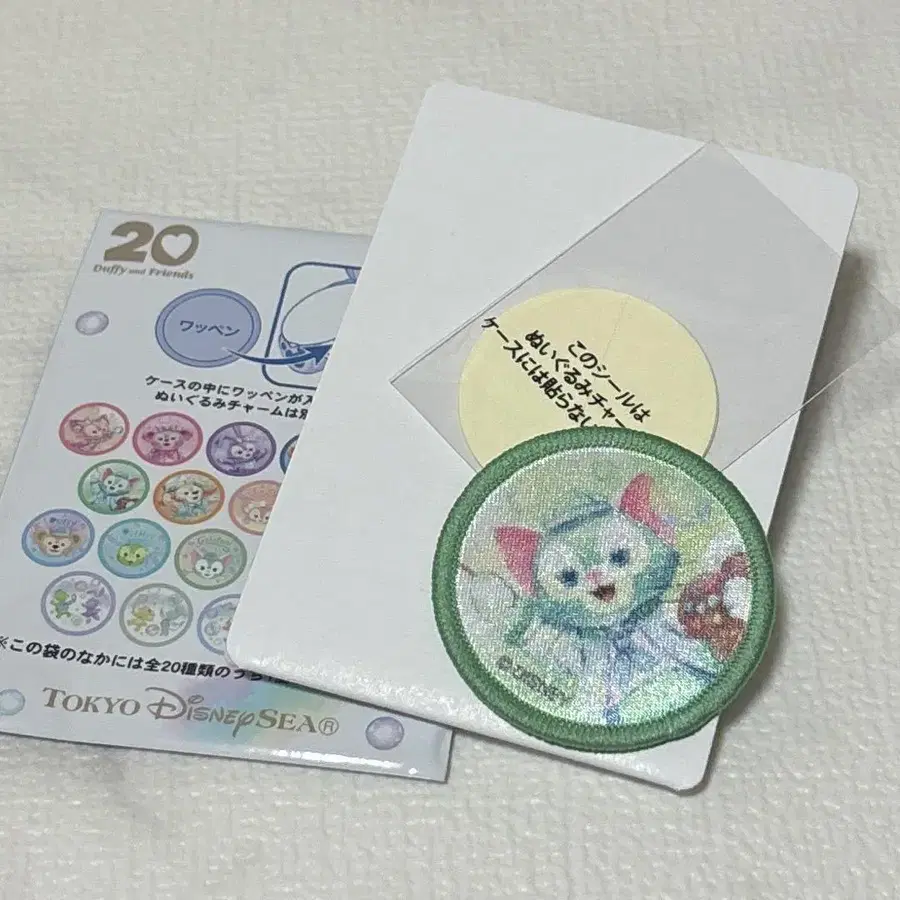 20
Duffy and Friends
ワッペン
ケースの中にワッペンが
ぬいぐるみチャームは
※この袋のなかには全20種類のうち
TOKYO DISNEYSEA®
このシールは
ぬいぐるみチャー
ケースには貼らない
© DISNEY